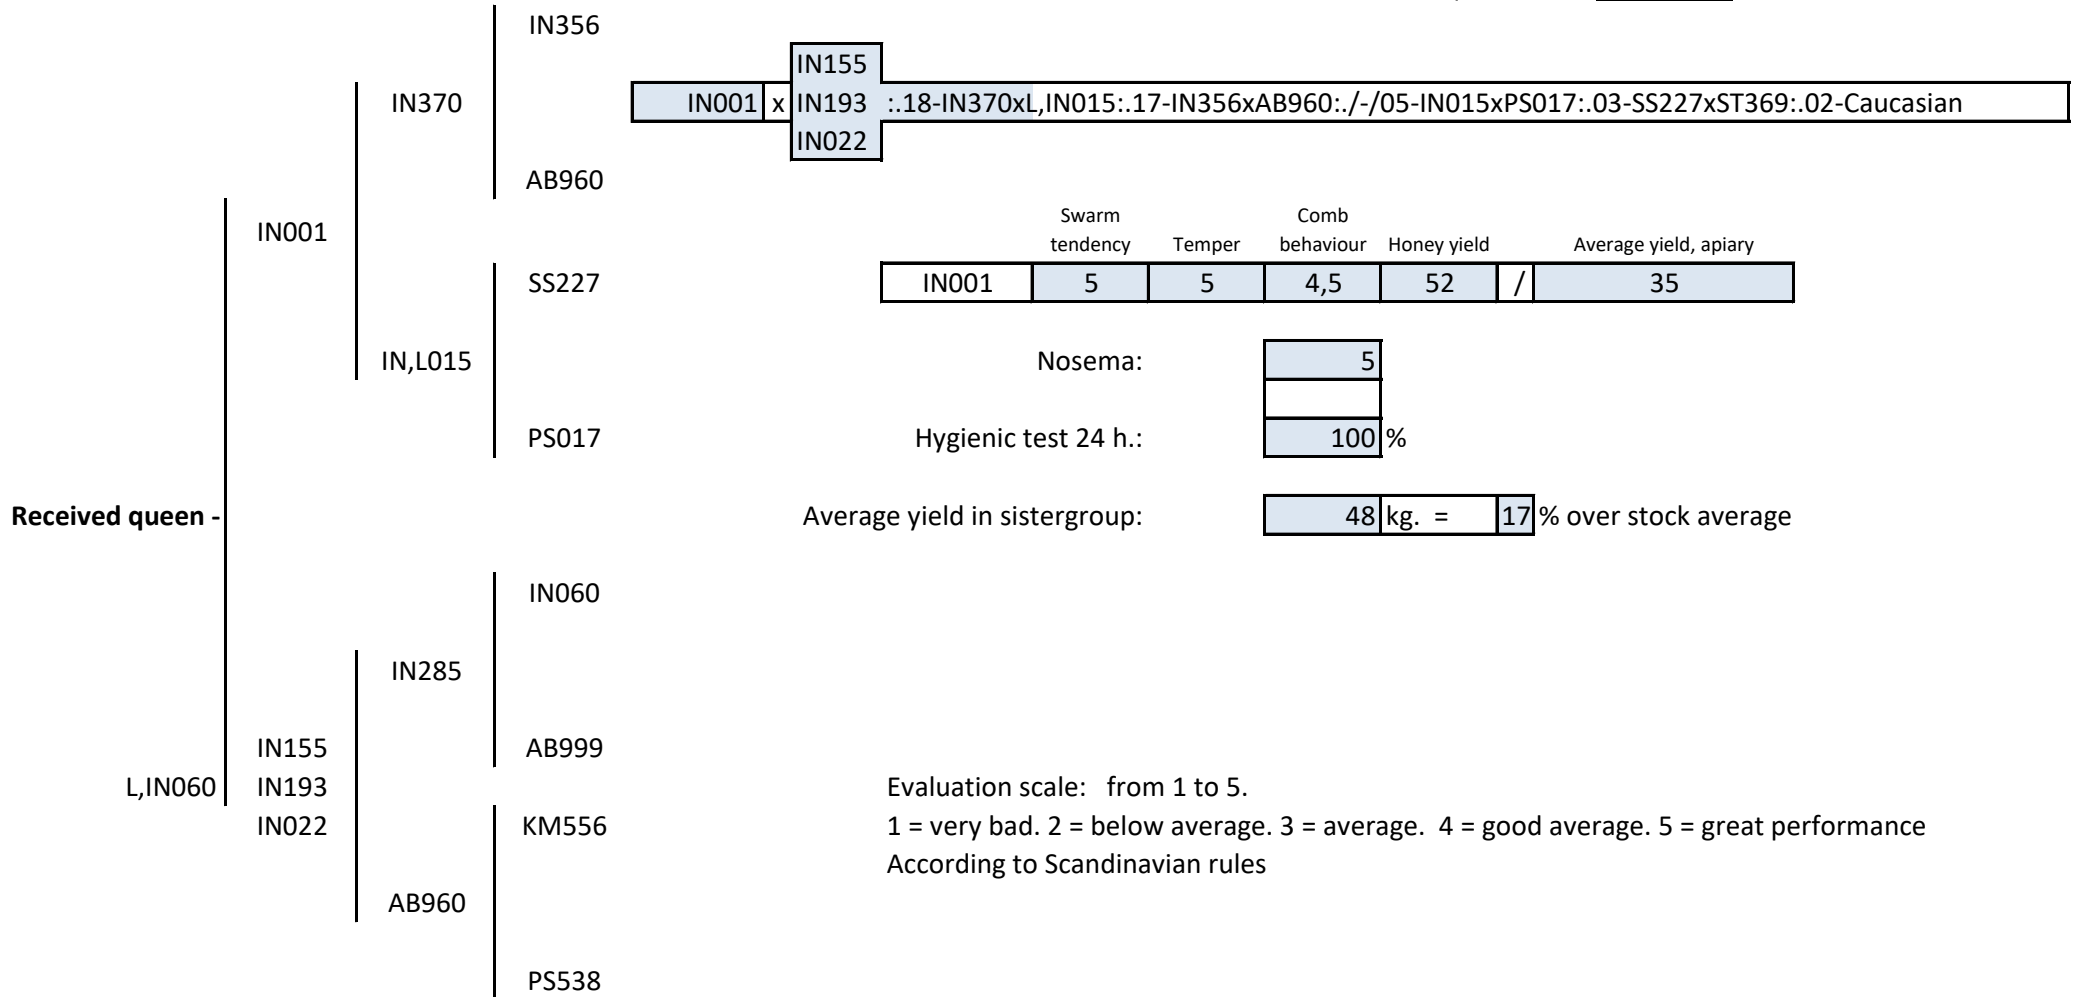 IN356
IN155
IN370
IN001 x IN193 :.18-IN370xL,IN015:.17-IN356xAB960:./-/05-IN015xPS017:.03-SS227xST369:.02-Caucasian
IN022
AB960
Swarm tendency Temper Comb behaviour Honey yield Average yield, apiary
IN001
SS227
IN001 5 5 4,5 52 / 35
IN,L015
Nosema: 5
PS017
Hygienic test 24 h.: 100 %
Received queen -
Average yield in sistergroup: 48 kg. = 17 % over stock average
IN060
IN285
IN155
AB999
L,IN060
IN193
Evaluation scale: from 1 to 5.
IN022
KM556
1 = very bad. 2 = below average. 3 = average. 4 = good average. 5 = great performance
According to Scandinavian rules
AB960
PS538